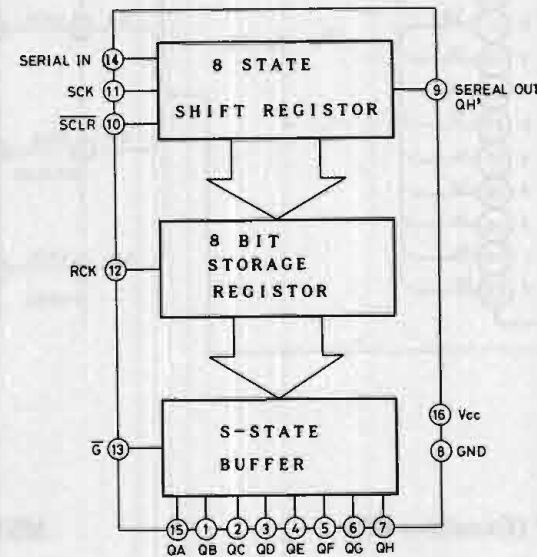 SERIAL IN 14
SCK 11
SCLR 10
8 STATE
SHIFT REGISTOR
9 SEREAL OUT
QH'
RCK 12
8 BIT
STORAGE
REGISTOR
16 Vcc
8 GND
G 13
S-STATE
BUFFER
15 1 2 3 4 5 6 7
QA QB QC QD QE QF QG QH